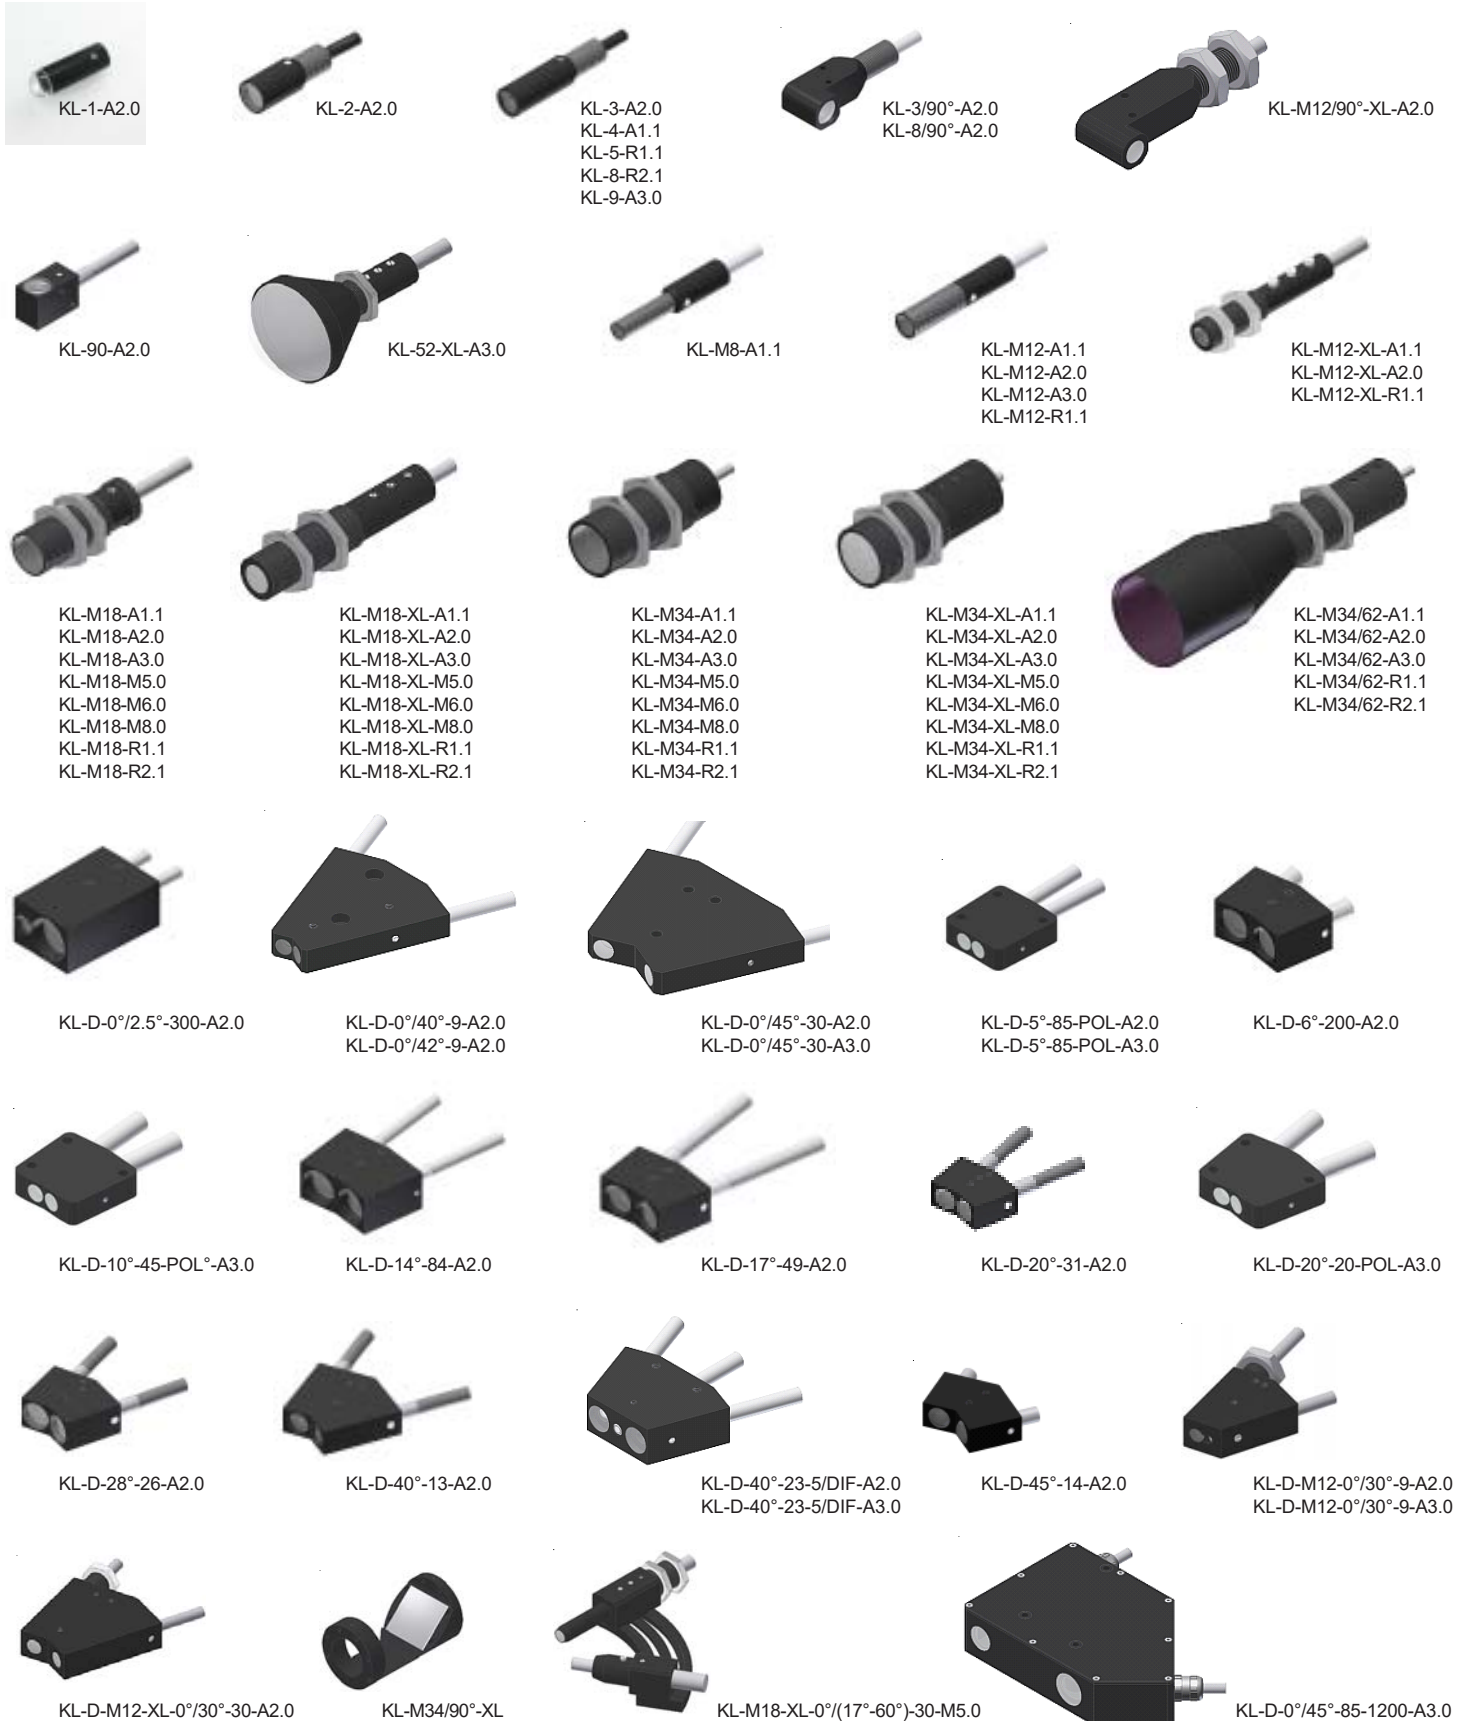 KL-1-A2.0
KL-2-A2.0
KL-3-A2.0
KL-4-A1.1
KL-5-R1.1
KL-8-R2.1
KL-9-A3.0
KL-3/90°-A2.0
KL-8/90°-A2.0
KL-M12/90°-XL-A2.0
KL-90-A2.0
KL-52-XL-A3.0
KL-M8-A1.1
KL-M12-A1.1
KL-M12-A2.0
KL-M12-A3.0
KL-M12-R1.1
KL-M12-XL-A1.1
KL-M12-XL-A2.0
KL-M12-XL-R1.1
KL-M18-A1.1
KL-M18-A2.0
KL-M18-A3.0
KL-M18-M5.0
KL-M18-M6.0
KL-M18-M8.0
KL-M18-R1.1
KL-M18-R2.1
KL-M18-XL-A1.1
KL-M18-XL-A2.0
KL-M18-XL-A3.0
KL-M18-XL-M5.0
KL-M18-XL-M6.0
KL-M18-XL-M8.0
KL-M18-XL-R1.1
KL-M18-XL-R2.1
KL-M34-A1.1
KL-M34-A2.0
KL-M34-A3.0
KL-M34-M5.0
KL-M34-M6.0
KL-M34-M8.0
KL-M34-R1.1
KL-M34-R2.1
KL-M34-XL-A1.1
KL-M34-XL-A2.0
KL-M34-XL-A3.0
KL-M34-XL-M5.0
KL-M34-XL-M6.0
KL-M34-XL-M8.0
KL-M34-XL-R1.1
KL-M34-XL-R2.1
KL-M34/62-A1.1
KL-M34/62-A2.0
KL-M34/62-A3.0
KL-M34/62-R1.1
KL-M34/62-R2.1
KL-D-0°/2.5°-300-A2.0
KL-D-0°/40°-9-A2.0
KL-D-0°/42°-9-A2.0
KL-D-0°/45°-30-A2.0
KL-D-0°/45°-30-A3.0
KL-D-5°-85-POL-A2.0
KL-D-5°-85-POL-A3.0
KL-D-6°-200-A2.0
KL-D-10°-45-POL°-A3.0
KL-D-14°-84-A2.0
KL-D-17°-49-A2.0
KL-D-20°-31-A2.0
KL-D-20°-20-POL-A3.0
KL-D-28°-26-A2.0
KL-D-40°-13-A2.0
KL-D-40°-23-5/DIF-A2.0
KL-D-40°-23-5/DIF-A3.0
KL-D-45°-14-A2.0
KL-D-M12-0°/30°-9-A2.0
KL-D-M12-0°/30°-9-A3.0
KL-D-M12-XL-0°/30°-30-A2.0
KL-M34/90°-XL
KL-M18-XL-0°/(17°-60°)-30-M5.0
KL-D-0°/45°-85-1200-A3.0